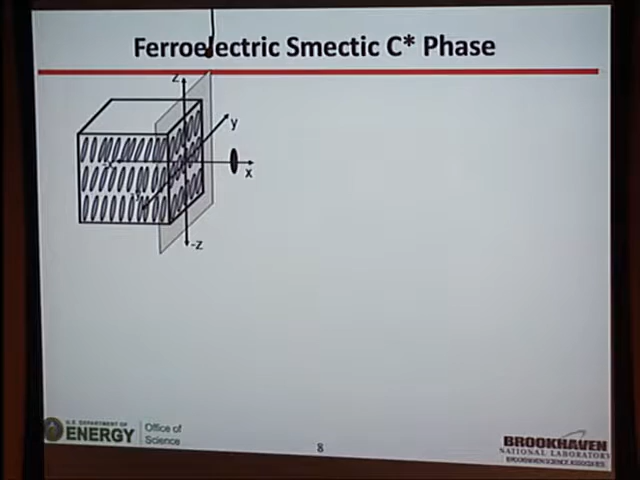 Ferroelectric Smectic C* Phase
z
y
x
-z
U.S. DEPARTMENT OF
ENERGY
Office of
Science
8
BROOKHAVEN
NATIONAL LABORATORY
BROOKHAVEN SCIENCE ASSOCIATES